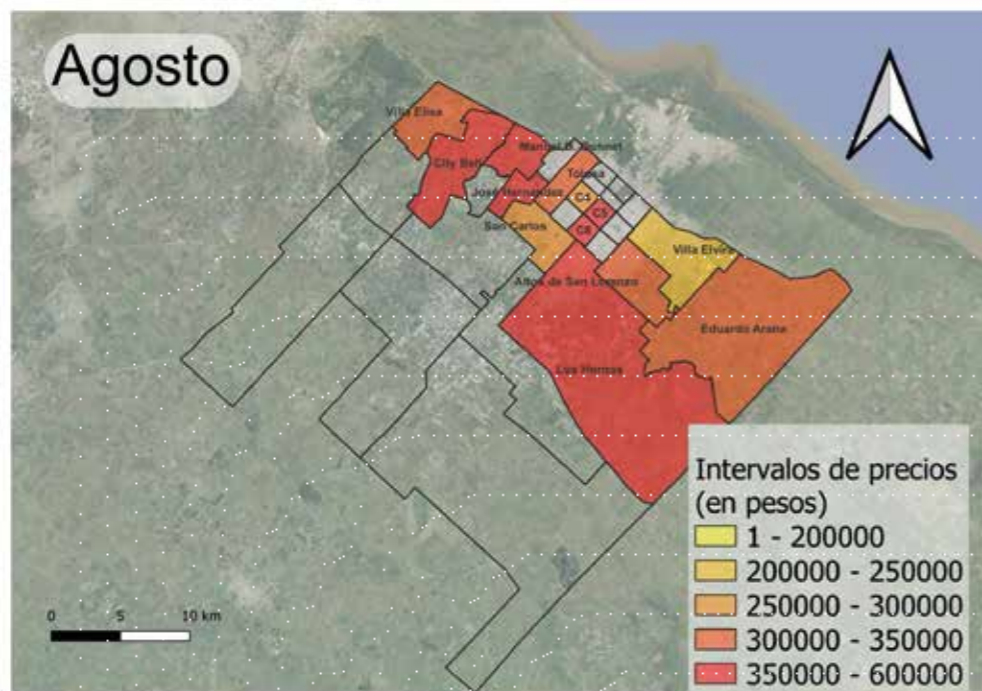 Agosto
Villa Elisa
Manuel B. Gonnet
City Bell
Tolosa
José Hernández
C4
C5
San Carlos
C8
Villa Elvira
Altos de San Lorenzo
Eduardo Arana
Los Hornos
Intervalos de precios
(en pesos)
1 - 200000
200000 - 250000
250000 - 300000
300000 - 350000
350000 - 600000
0 5 10 km